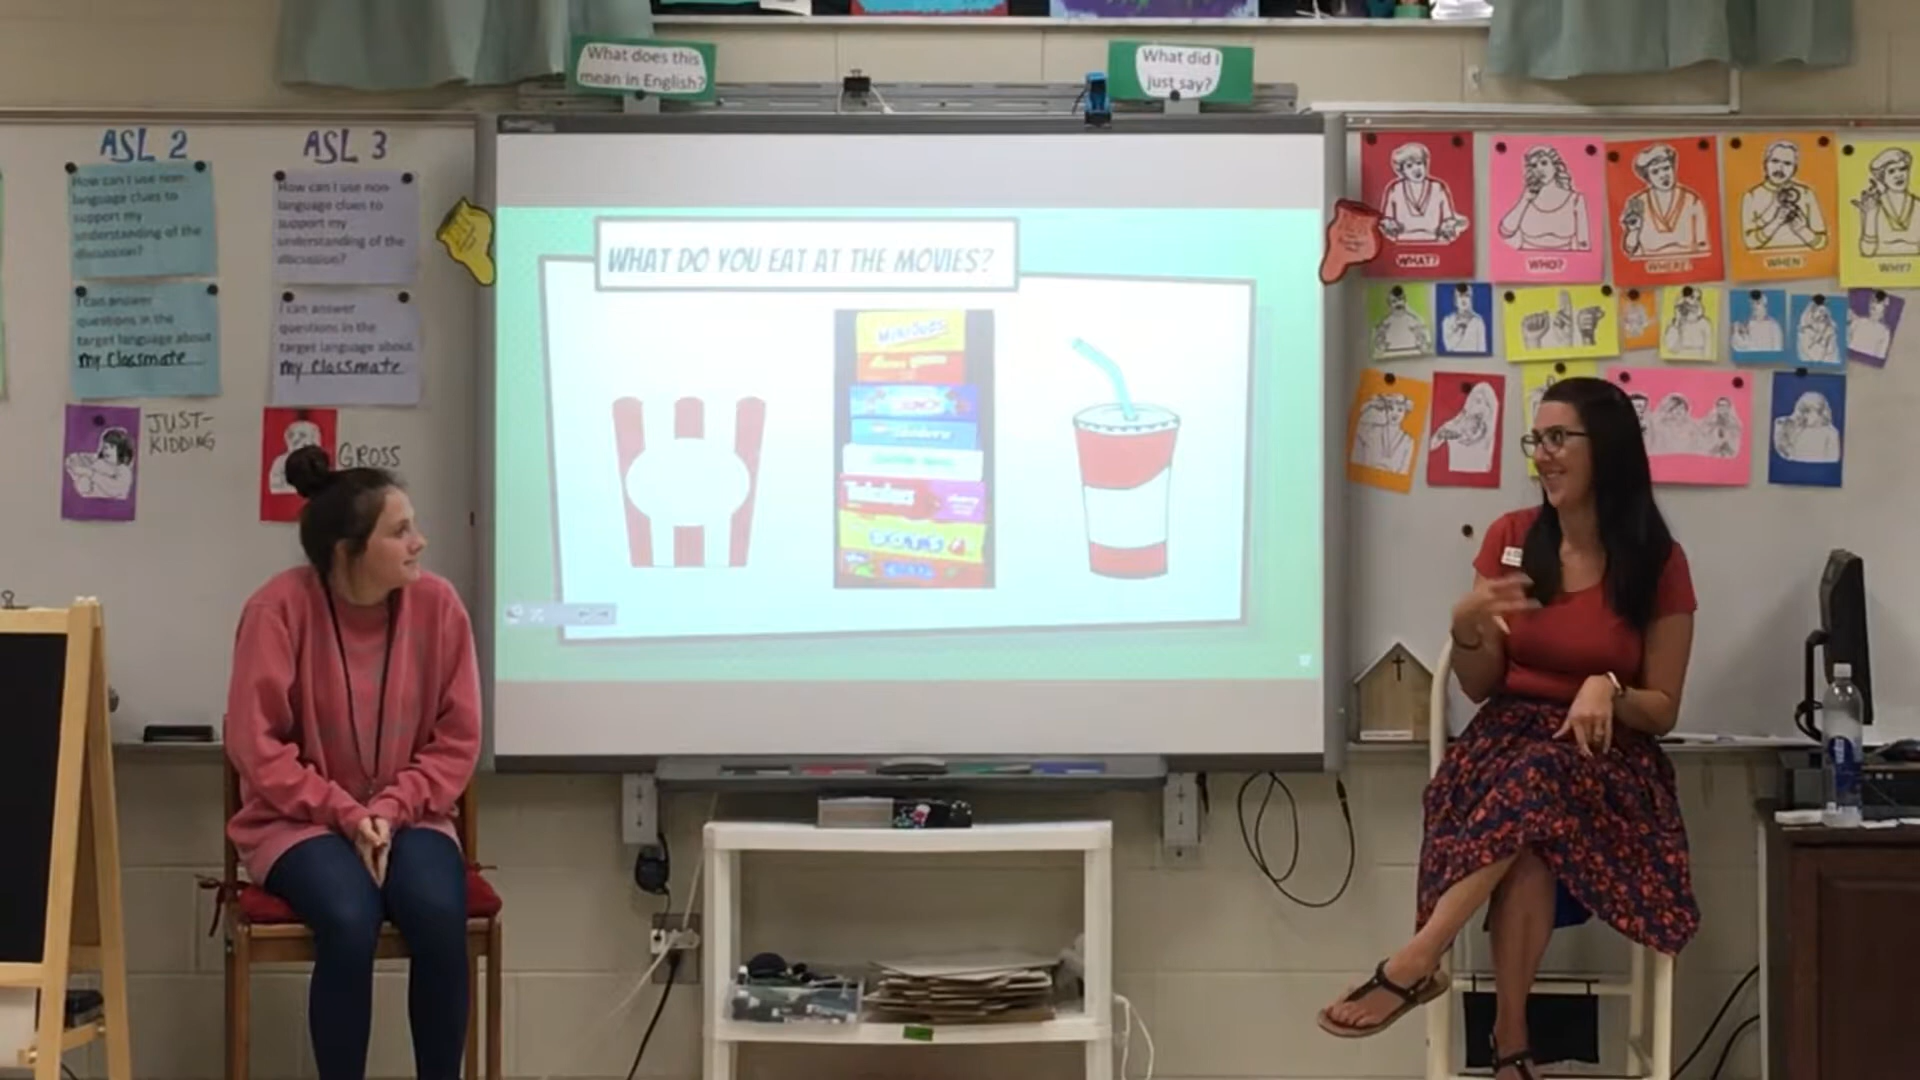 What does this
mean in English?
What did I
just say?
ASL 2
How can I use non-
language clues to
support my
understanding of the
discussion?
I can answer
questions in the
target language about
my classmate
JUST-
KIDDING
ASL 3
How can I use non-
language clues to
support my
understanding of the
discussion?
I can answer
questions in the
target language about
my classmate
GROSS
WHAT DO YOU EAT AT THE MOVIES?
SOUR
WHAT?
WHO?
WHERE?
WHEN?
WHY?